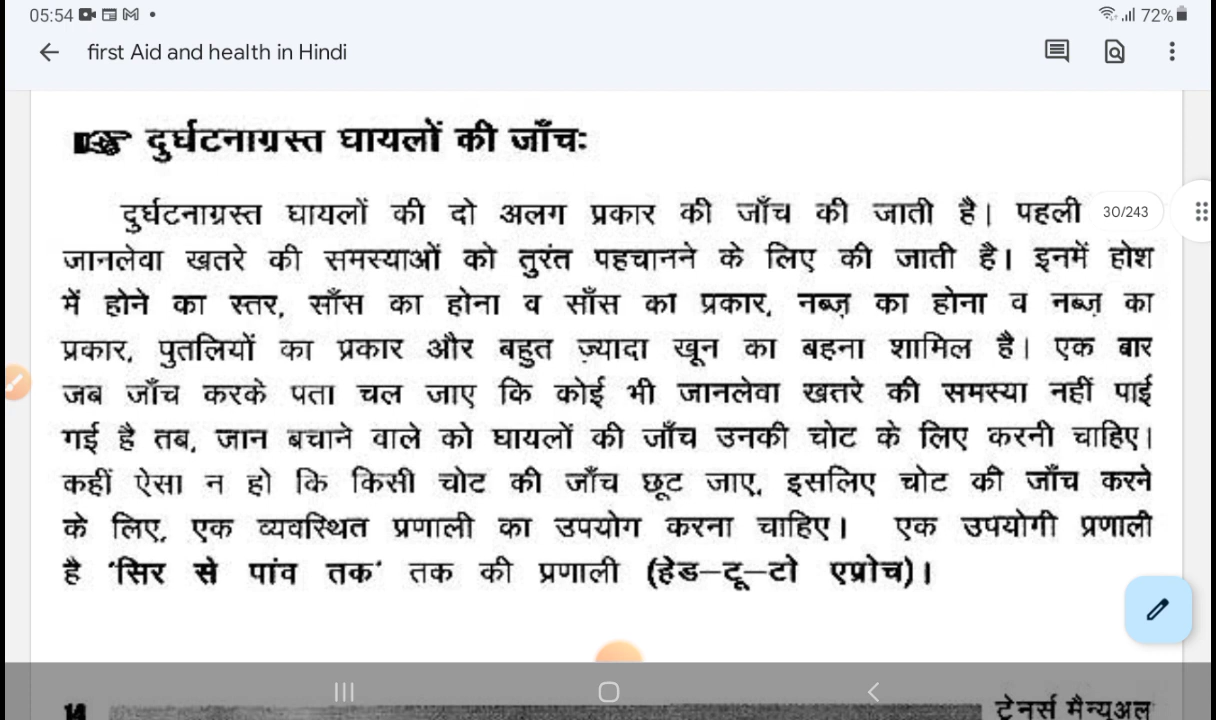 05:54 72%
first Aid and health in Hindi
दुर्घटनाग्रस्त घायलों की जाँचः
दुर्घटनाग्रस्त घायलों की दो अलग प्रकार की जाँच की जाती है। पहली
30/243
जानलेवा खतरे की समस्याओं को तुरंत पहचानने के लिए की जाती है। इनमें होश
में होने का स्तर, साँस का होना व साँस का प्रकार, नब्ज़ का होना व नब्ज़ का
प्रकार, पुतलियों का प्रकार और बहुत ज़्यादा खून का बहना शामिल है। एक बार
जब जाँच करके पता चल जाए कि कोई भी जानलेवा खतरे की समस्या नहीं पाई
गई है तब, जान बचाने वाले को घायलों की जाँच उनकी चोट के लिए करनी चाहिए।
कहीं ऐसा न हो कि किसी चोट की जाँच छूट जाए, इसलिए चोट की जाँच करने
के लिए, एक व्यवस्थित प्रणाली का उपयोग करना चाहिए। एक उपयोगी प्रणाली
है ‘सिर से पांव तक’ तक की प्रणाली (हेड–टू–टो एप्रोच)।
14 ट्रेनर्स मैन्युअल